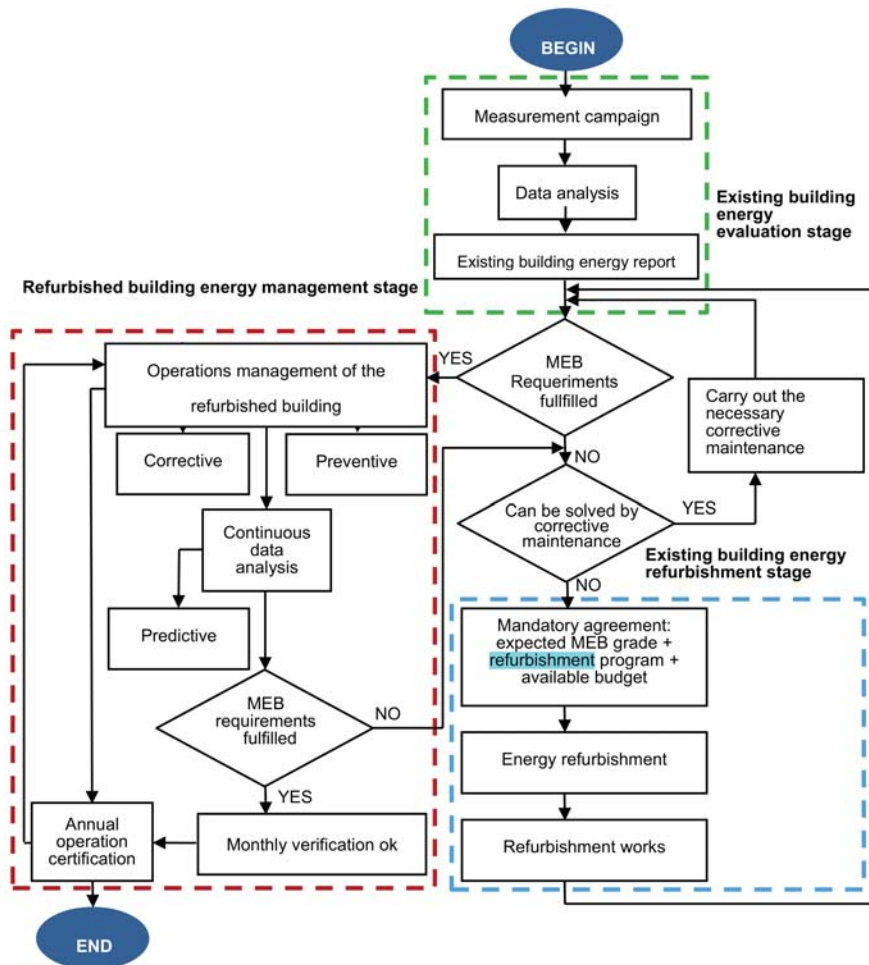 BEGIN
Measurement campaign
Data analysis
Existing building energy report
Existing building
energy
evaluation stage
Refurbished building energy management stage
MEB
Requeriments
fullfilled
YES
NO
Operations management of the
refurbished building
Corrective
Preventive
Continuous
data
analysis
Predictive
MEB
requirements
fulfilled
NO
YES
Monthly verification ok
Annual
operation
certification
END
Carry out the
necessary
corrective
maintenance
Can be solved by
corrective
maintenance
YES
NO
Existing building energy
refurbishment stage
Mandatory agreement:
expected MEB grade +
refurbishment program +
available budget
Energy refurbishment
Refurbishment works